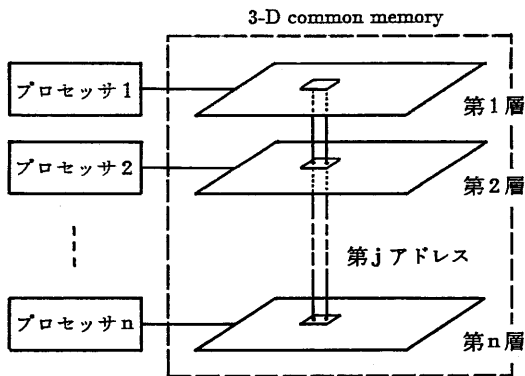 3-D common memory
プロセッサ1
第1層
プロセッサ2
第2層
第jアドレス
プロセッサn
第n層